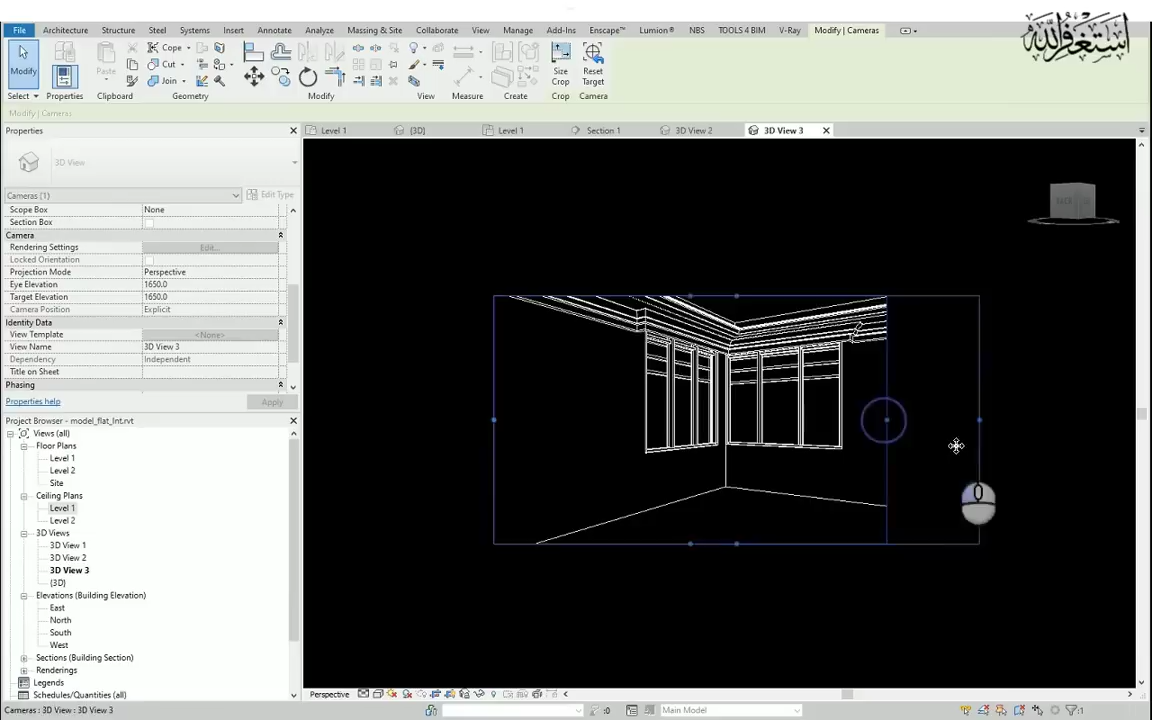 File Architecture Structure Steel Systems Insert Annotate Analyze Massing & Site Collaborate View Manage Add-Ins Enscape™ Lumion® NBS TOOLS 4 BIM V-Ray Modify | Cameras
أستغفر الله
Modify Paste Cope Cut Join Size Crop Reset Target
Select Properties Clipboard Geometry Modify View Measure Create Crop Camera
Modify | Cameras
Properties
Level 1 {3D} Level 1 Section 1 3D View 2 3D View 3
3D View
Cameras (1) Edit Type
Scope Box None
Section Box
Camera
Rendering Settings Edit...
Locked Orientation
Projection Mode Perspective
Eye Elevation 1650.0
Target Elevation 1650.0
Camera Position Explicit
Identity Data
View Template <None>
View Name 3D View 3
Dependency Independent
Title on Sheet
Phasing
Properties help Apply
Project Browser - model_flat_Int.rvt
Views (all)
Floor Plans
Level 1
Level 2
Site
Ceiling Plans
Level 1
Level 2
3D Views
3D View 1
3D View 2
3D View 3
{3D}
Elevations (Building Elevation)
East
North
South
West
Sections (Building Section)
Renderings
Legends
Schedules/Quantities (all)
BACK
Perspective
Cameras : 3D View : 3D View 3 :0 Main Model :1